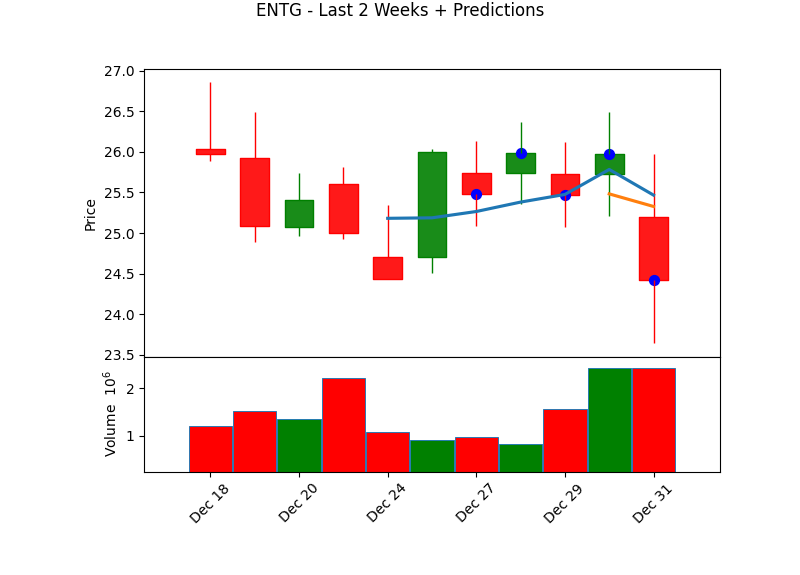 ENTG - Last 2 Weeks + Predictions
27.0
26.5
26.0
25.5
25.0
24.5
24.0
23.5
Price
2
1
Volume 10^6
Dec 18
Dec 20
Dec 24
Dec 27
Dec 29
Dec 31